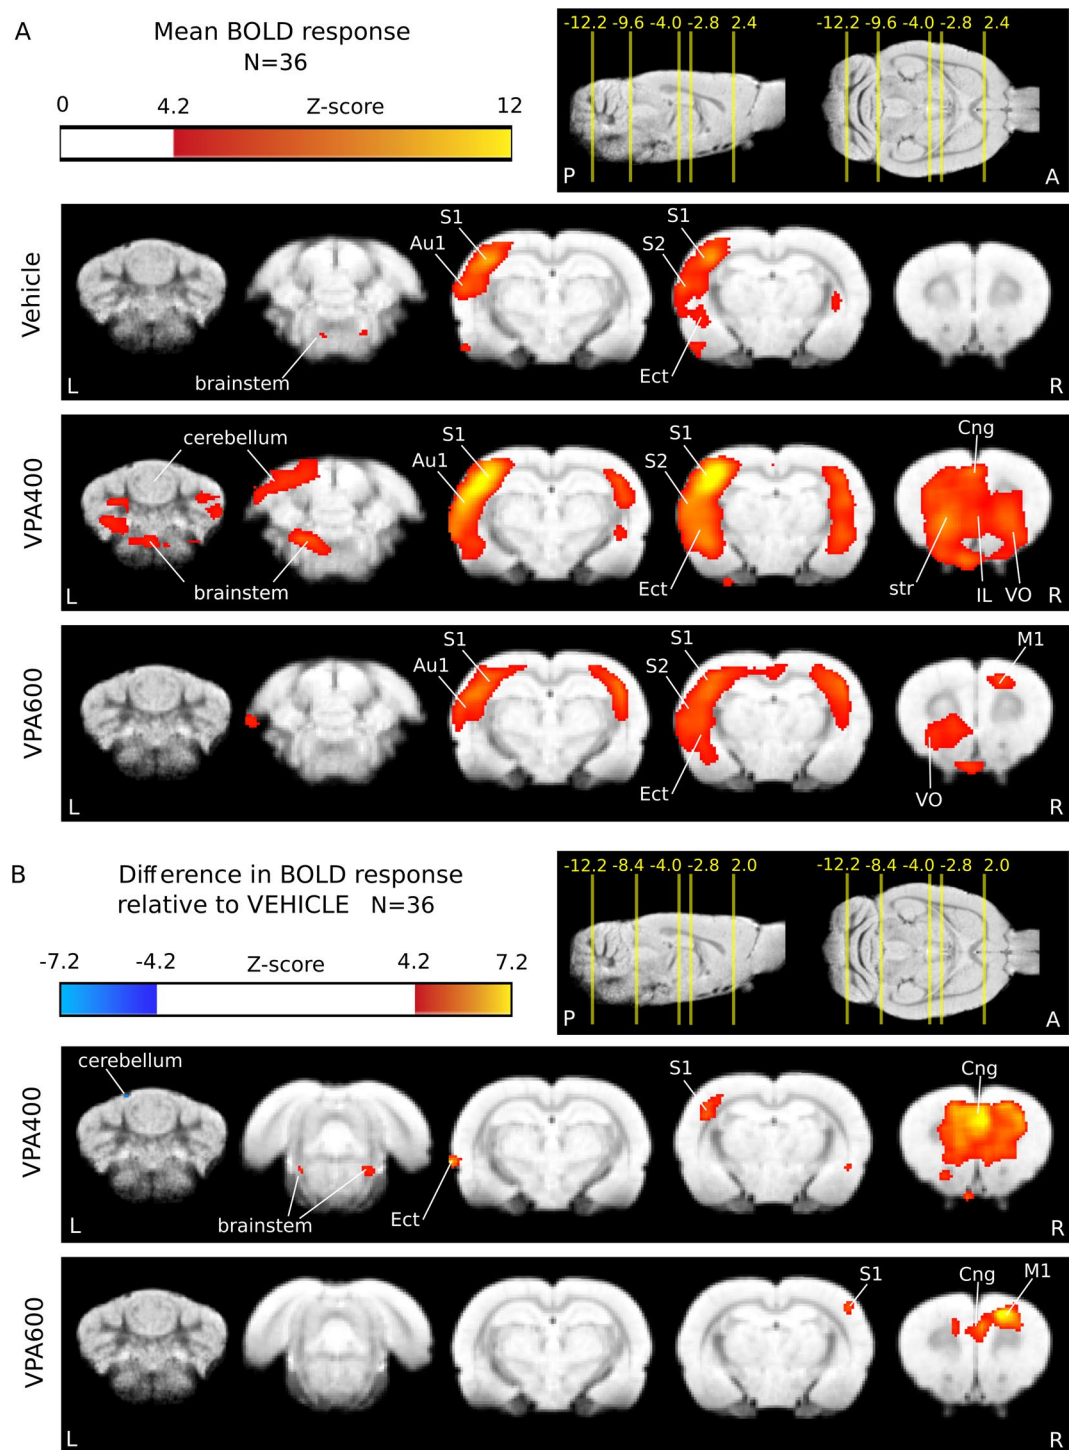 A
Mean BOLD response
N=36
0 4.2 Z-score 12
-12.2 -9.6 -4.0 -2.8 2.4 -12.2 -9.6 -4.0 -2.8 2.4
P A
Vehicle
S1 S1
Au1 S2
brainstem Ect
L R
VPA400
cerebellum S1 S1 Cng
Au1 S2
brainstem Ect str IL VO
L R
VPA600
S1 S1 M1
Au1 S2
Ect VO
L R
B
Difference in BOLD response
relative to VEHICLE N=36
-7.2 -4.2 Z-score 4.2 7.2
-12.2 -8.4 -4.0 -2.8 2.0 -12.2 -8.4 -4.0 -2.8 2.0
P A
VPA400
cerebellum S1 Cng
brainstem Ect
L R
VPA600
S1 Cng M1
L R